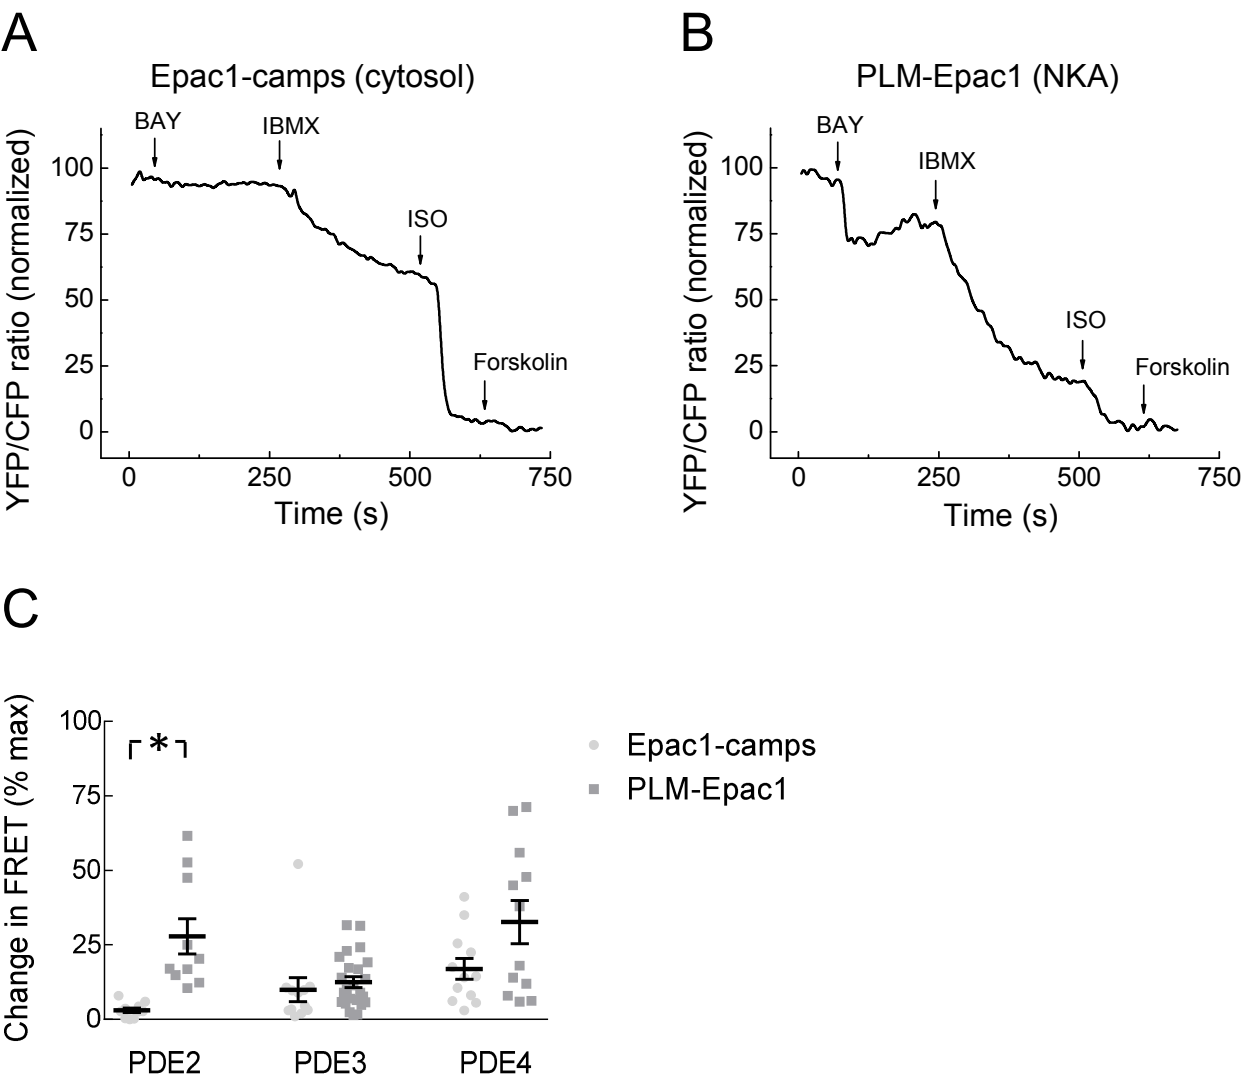 A
Epac1-camps (cytosol)
YFP/CFP ratio (normalized)
BAY
IBMX
ISO
Forskolin
100
75
50
25
0
0 250 500 750
Time (s)
B
PLM-Epac1 (NKA)
YFP/CFP ratio (normalized)
BAY
IBMX
ISO
Forskolin
100
75
50
25
0
0 250 500 750
Time (s)
C
Change in FRET (% max)
100
75
50
25
0
*
PDE2 PDE3 PDE4
Epac1-camps
PLM-Epac1